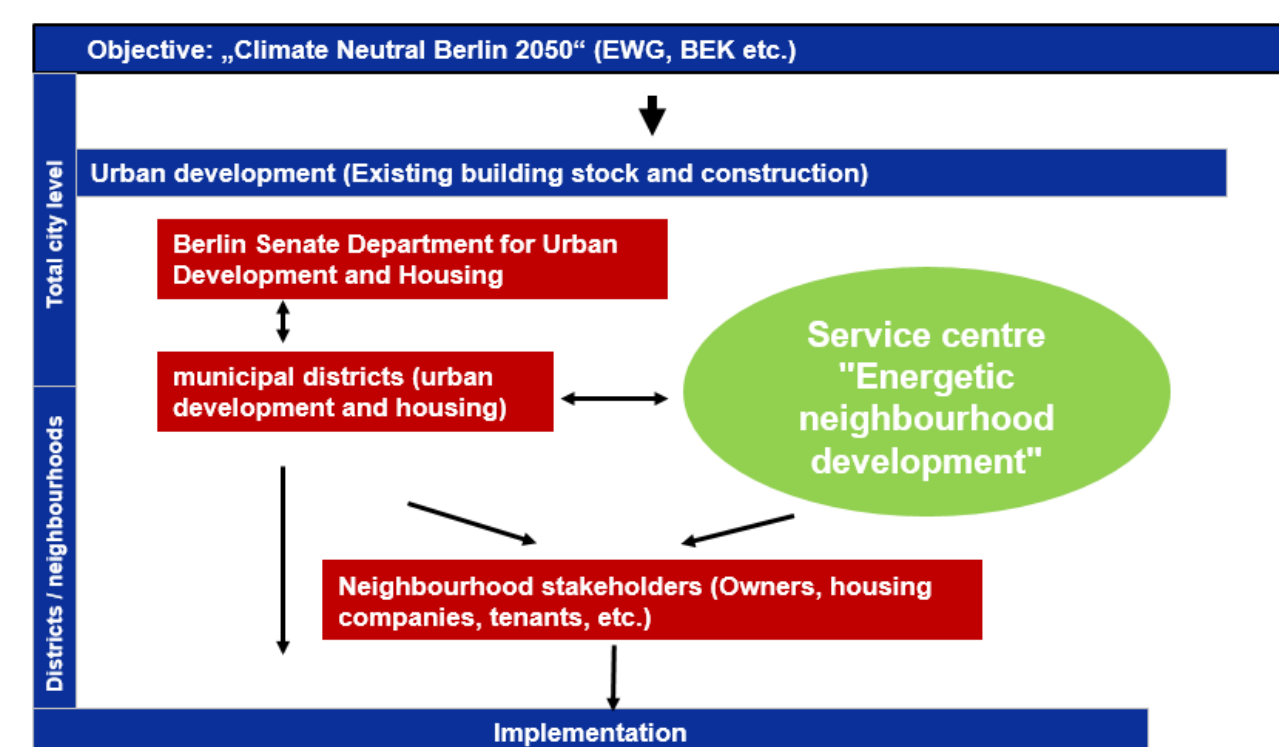 Objective: „Climate Neutral Berlin 2050“ (EWG, BEK etc.)
Total city level
Urban development (Existing building stock and construction)
Berlin Senate Department for Urban
Development and Housing
municipal districts (urban
development and housing)
Service centre
"Energetic
neighbourhood
development"
Districts / neighbourhoods
Neighbourhood stakeholders (Owners, housing
companies, tenants, etc.)
Implementation